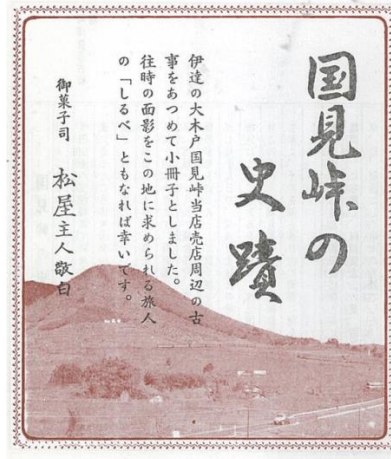 国見峠の
史蹟
伊達の大木戸国見峠当店売店周辺の古
事をあつめて小冊子としました。
往時の面影をこの地に求められる旅人
の「しるべ」ともなれば幸いです。
御菓子司 松屋主人敬白